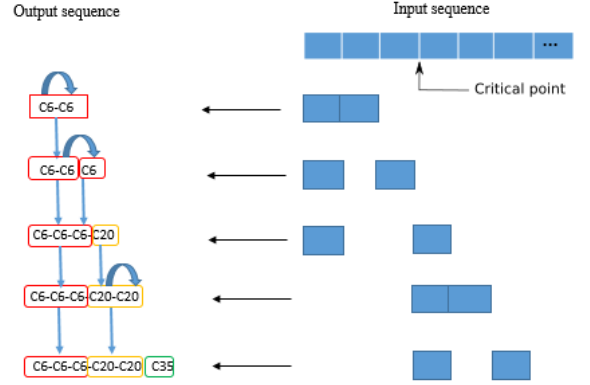 Output sequence
Input sequence
...
Critical point
C6-C6
C6-C6 C6
C6-C6-C6-C20
C6-C6-C6-C20-C20
C6-C6-C6-C20-C20 C35